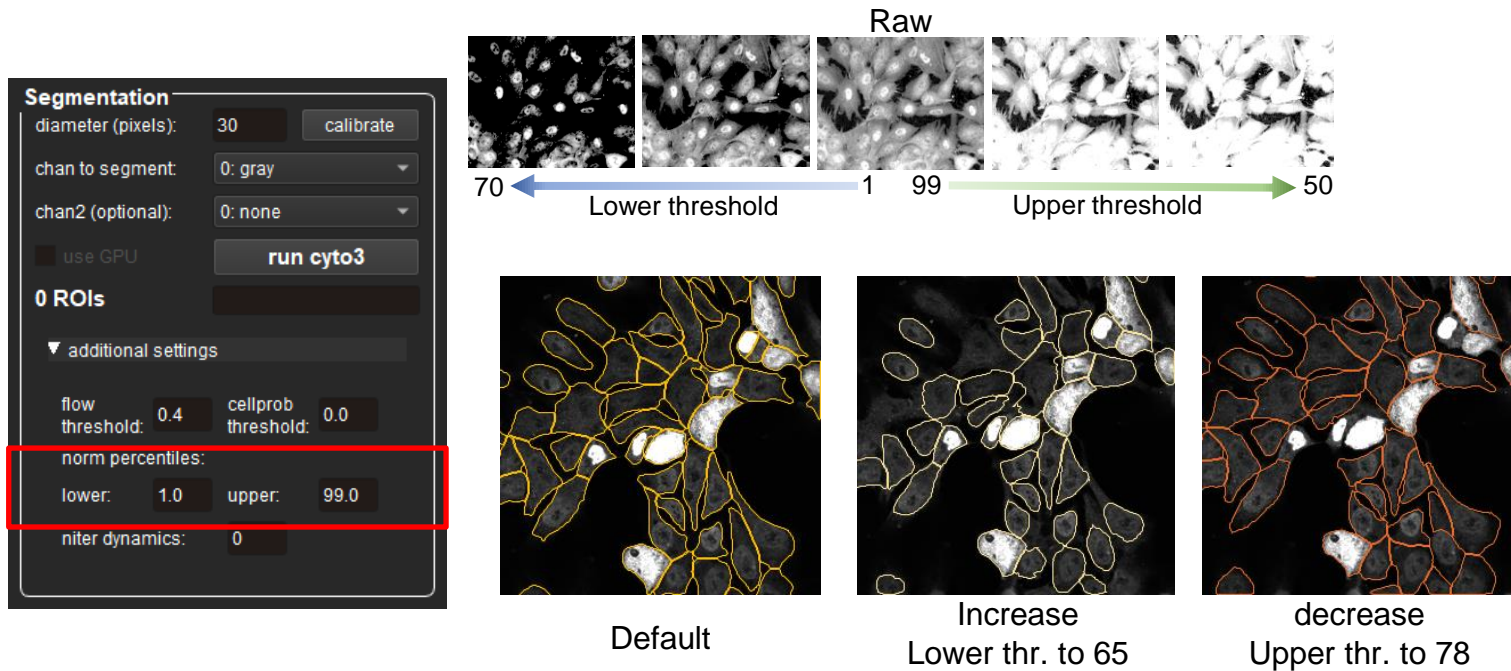 Segmentation
diameter (pixels): 30 calibrate
chan to segment: 0: gray
chan2 (optional): 0: none
use GPU run cyto3
0 ROIs
additional settings
flow threshold: 0.4 cellprob threshold: 0.0
norm percentiles:
lower: 1.0 upper: 99.0
niter dynamics: 0
Raw
70 1 99 50
Lower threshold Upper threshold
Default
Increase
Lower thr. to 65
decrease
Upper thr. to 78